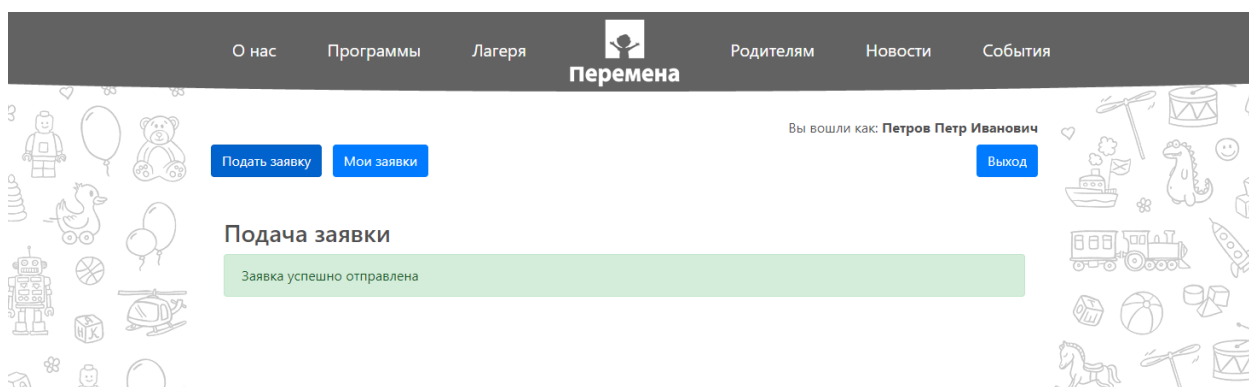 О нас Программы Лагеря Перемена Родителям Новости События
Вы вошли как: Петров Петр Иванович
Подать заявку Мои заявки Выход
Подача заявки
Заявка успешно отправлена